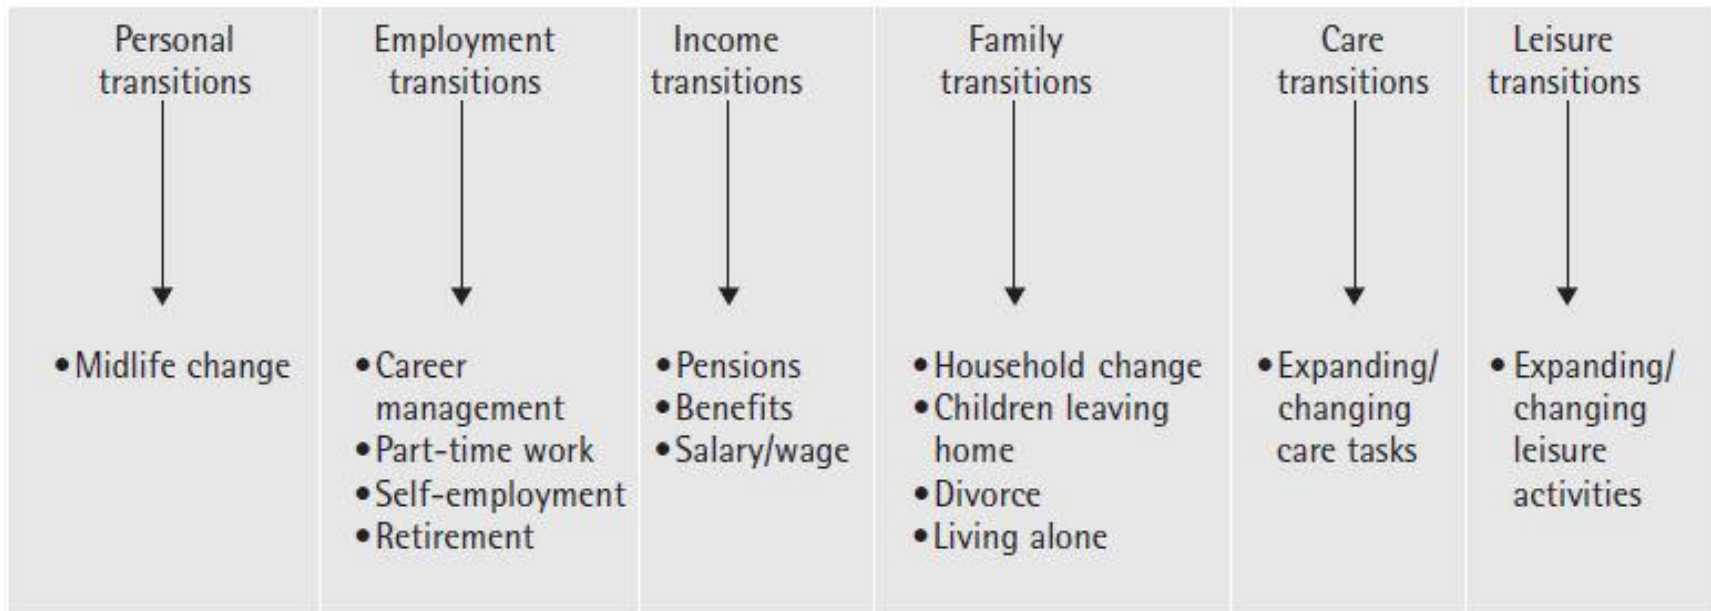 Personal
transitions
• Midlife change
Employment
transitions
• Career
management
• Part-time work
• Self-employment
• Retirement
Income
transitions
• Pensions
• Benefits
• Salary/wage
Family
transitions
• Household change
• Children leaving
home
• Divorce
• Living alone
Care
transitions
• Expanding/
changing
care tasks
Leisure
transitions
• Expanding/
changing
leisure
activities